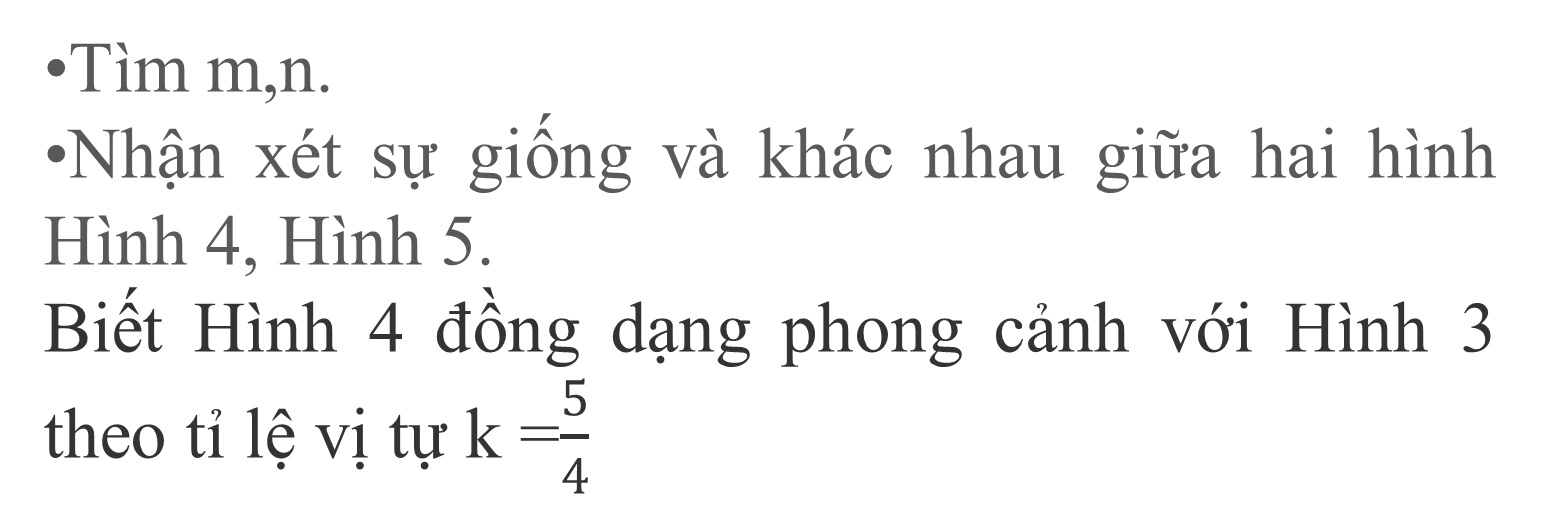 •Tìm m,n.
•Nhận xét sự giống và khác nhau giữa hai hình
Hình 4, Hình 5.
Biết Hình 4 đồng dạng phong cảnh với Hình 3
theo tỉ lệ vị tự k =5/4